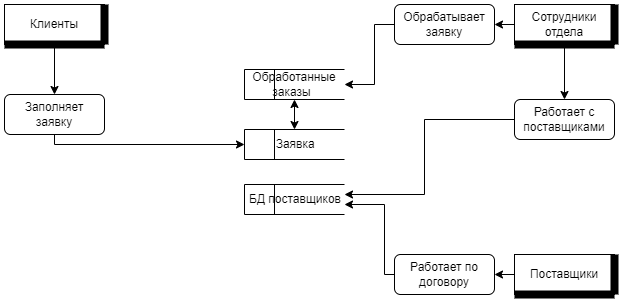 Клиенты
Обрабатывает
заявку
Сотрудники
отдела
Обработанные
заказы
Заполняет
заявку
Работает с
поставщиками
Заявка
БД поставщиков
Работает по
договору
Поставщики